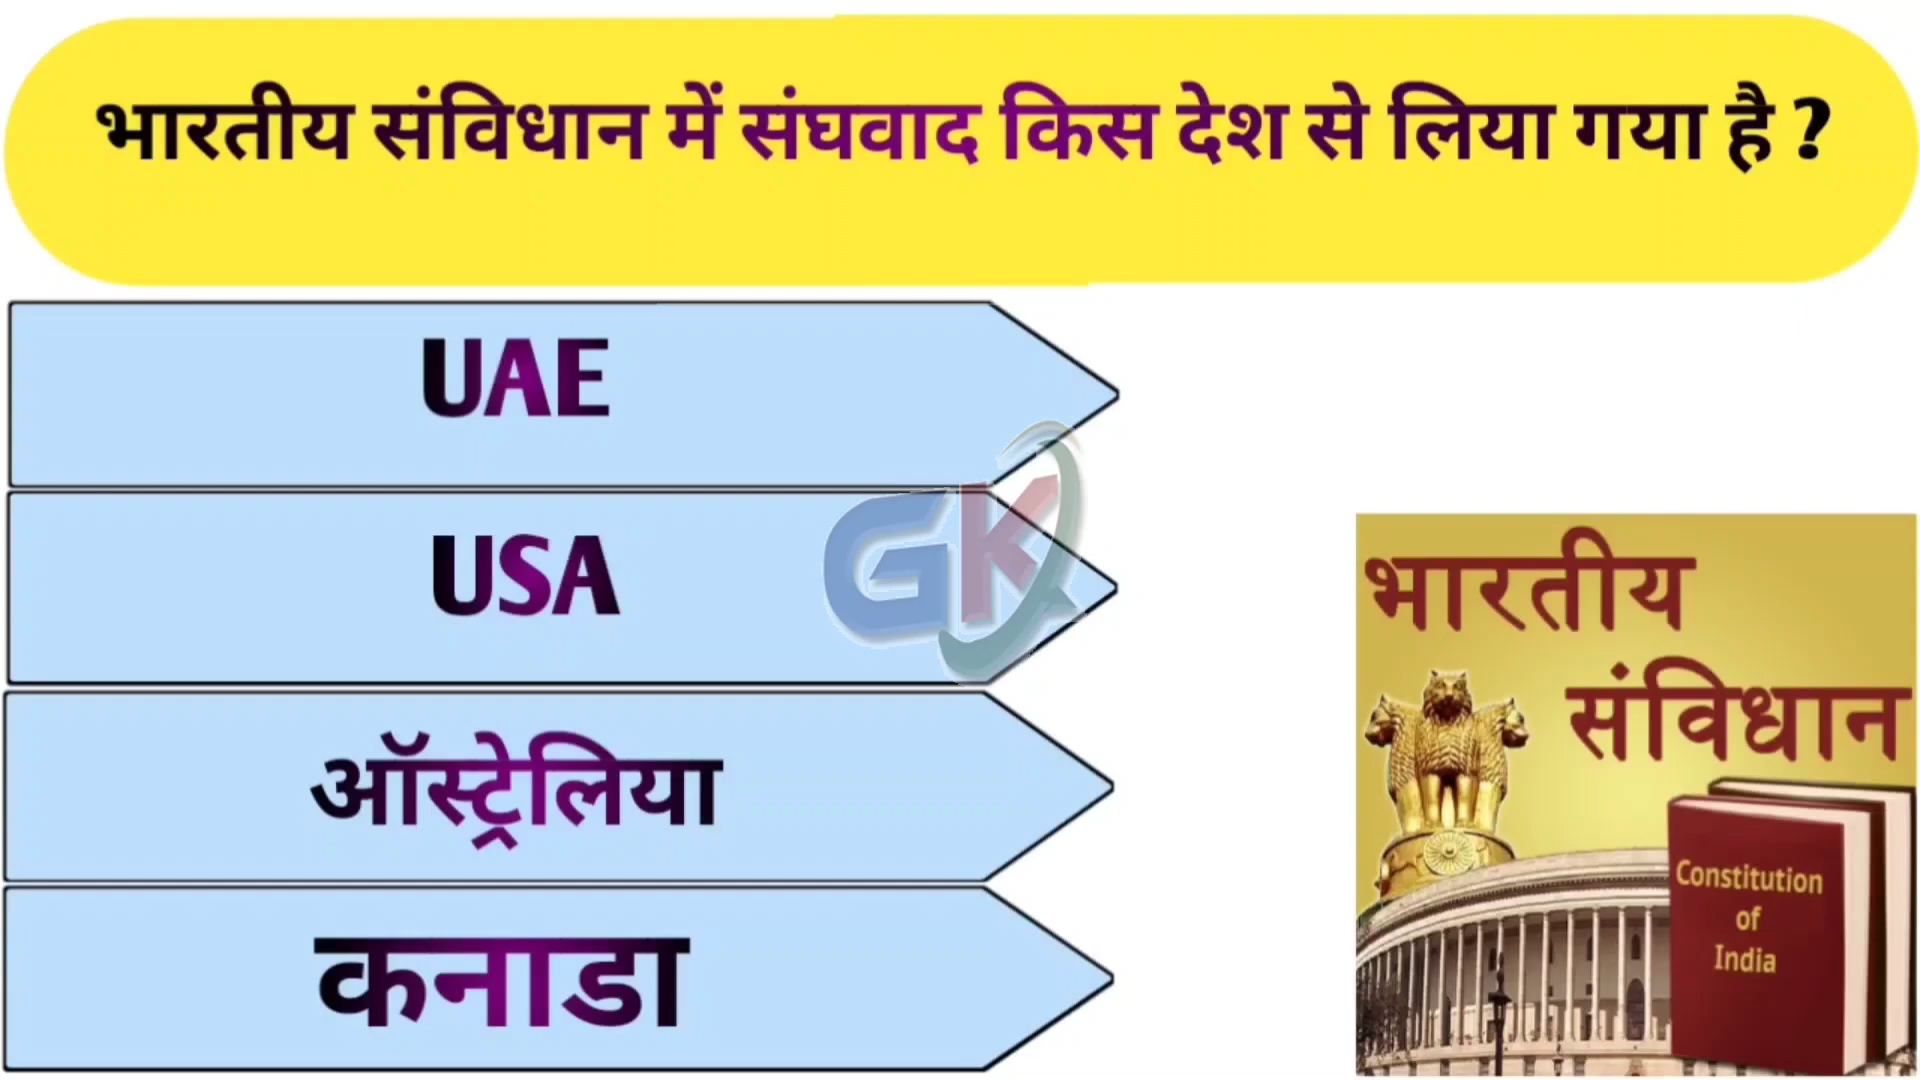 भारतीय संविधान में संघवाद किस देश से लिया गया है ?
UAE
USA
ऑस्ट्रेलिया
कनाडा
GK
भारतीय
संविधान
Constitution
of
India